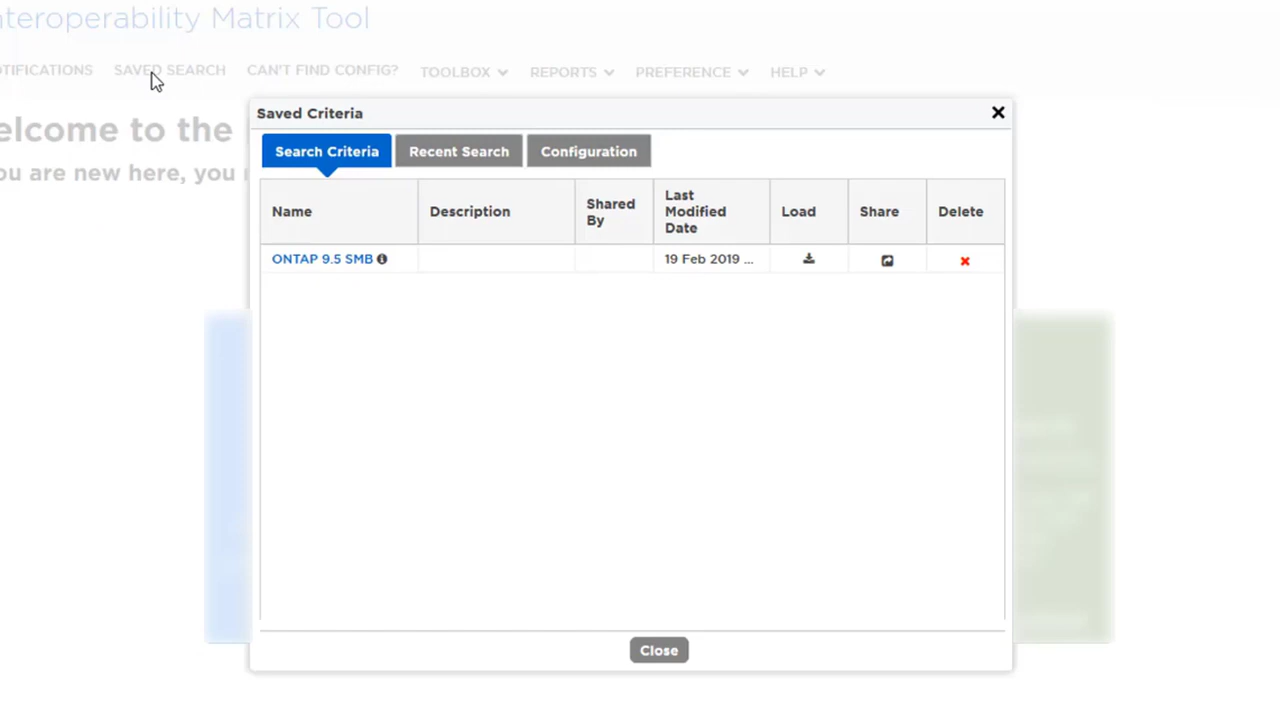 nteroperability Matrix Tool
OTIFICATIONS SAVED SEARCH CAN'T FIND CONFIG? TOOLBOX REPORTS PREFERENCE HELP
elcome to the
ou are new here, you
Saved Criteria
Search Criteria Recent Search Configuration
Name Description Shared By Last Modified Date Load Share Delete
ONTAP 9.5 SMB 19 Feb 2019 ...
Close